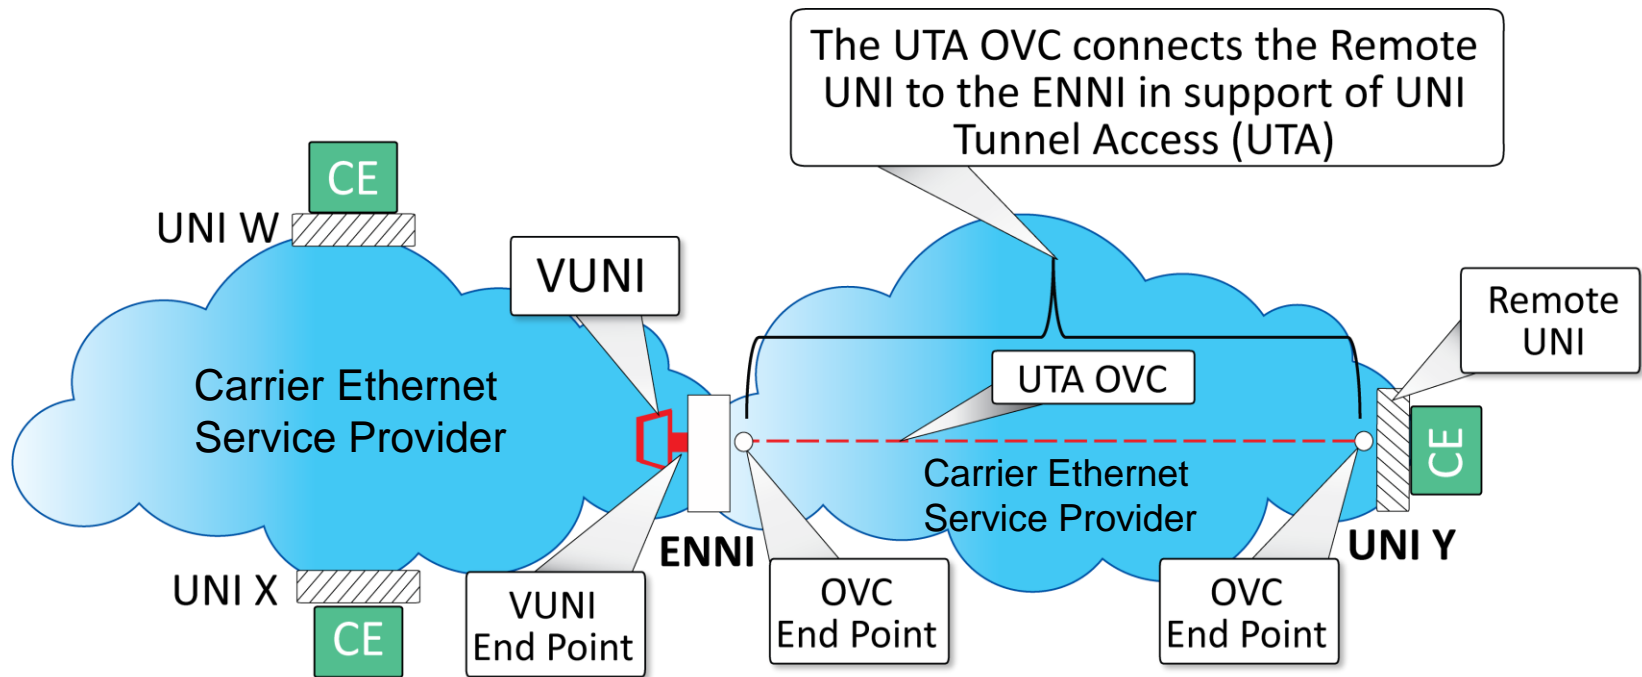 The UTA OVC connects the Remote
UNI to the ENNI in support of UNI
Tunnel Access (UTA)
CE
UNI W
VUNI
Remote
UNI
Carrier Ethernet
Service Provider
UTA OVC
CE
Carrier Ethernet
Service Provider
ENNI
UNI Y
UNI X
CE
VUNI
End Point
OVC
End Point
OVC
End Point